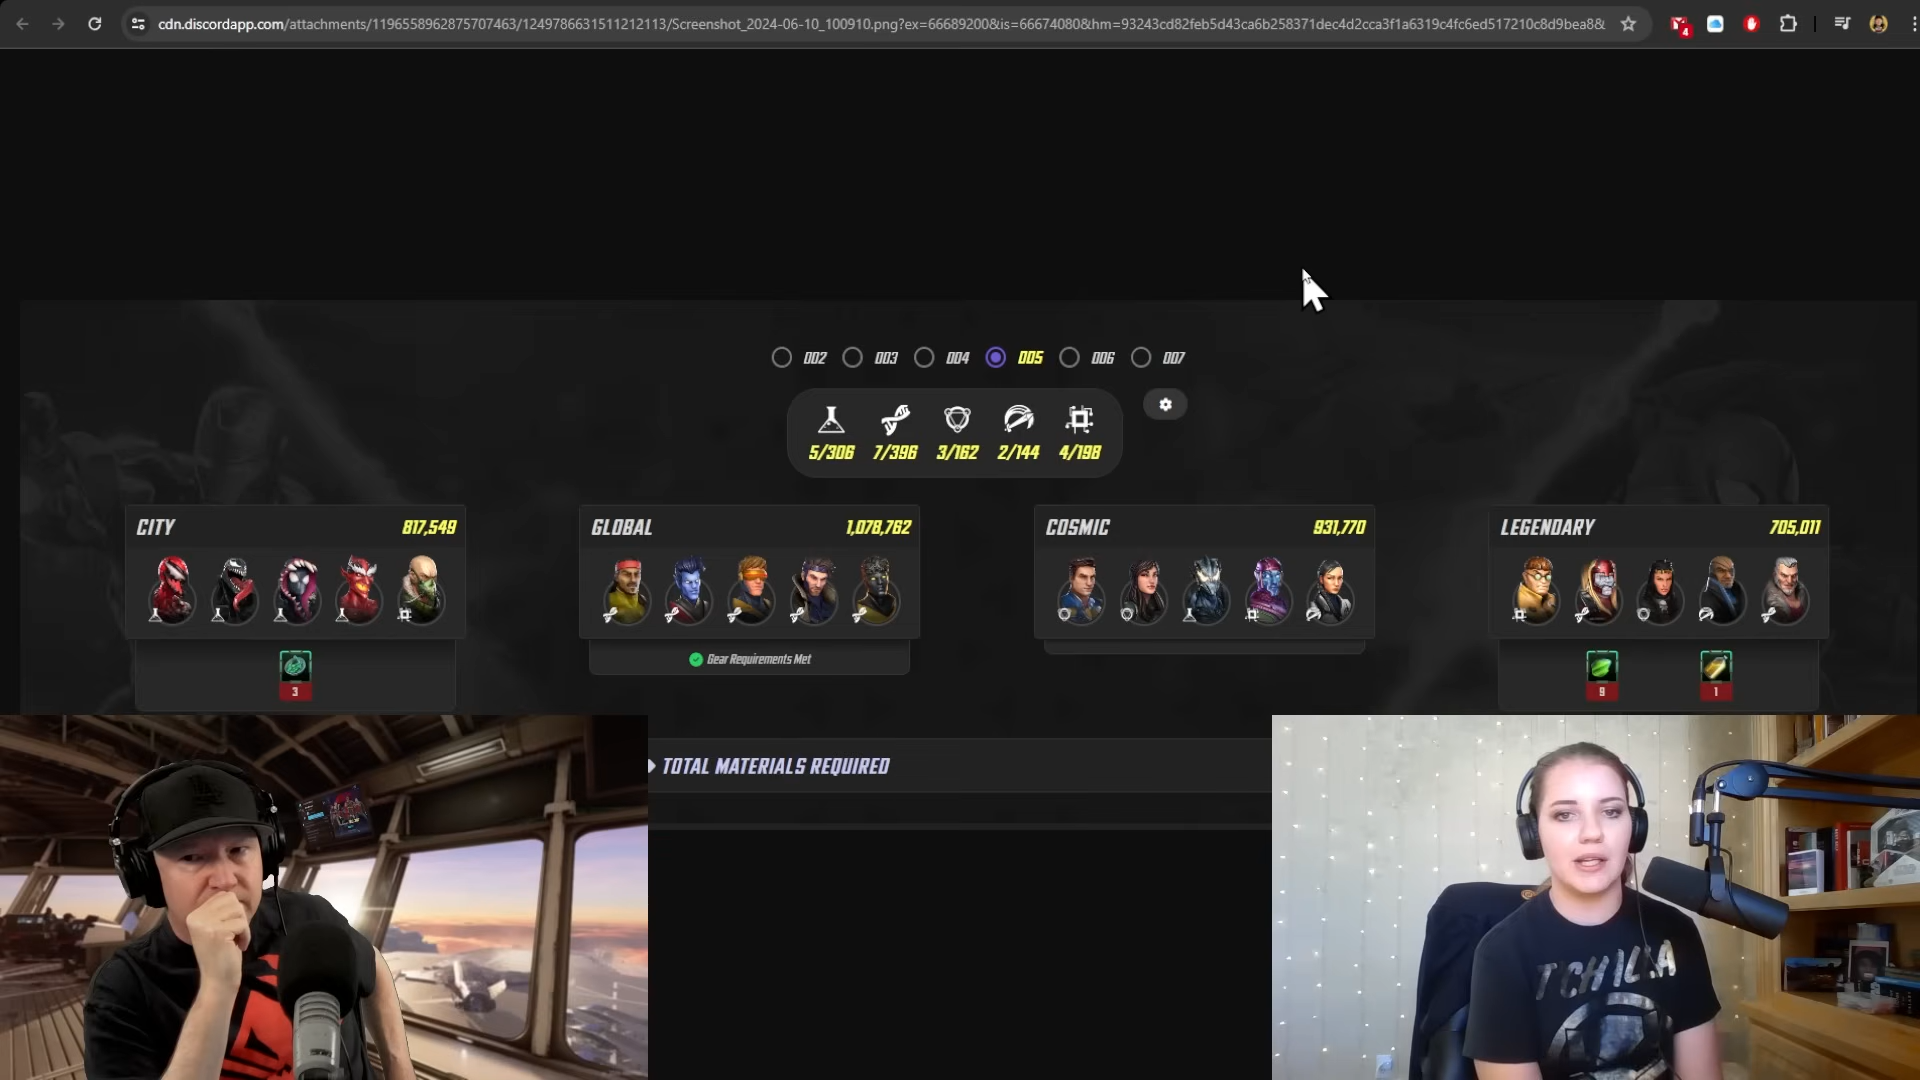 cdn.discordapp.com/attachments/1196558962875707463/1249786631511212113/Screenshot_2024-06-10_100910.png?ex=66689200&is=66674080&hm=93243cd82feb5d43ca6b258371dec4d2cca3f1a6319c4fc6ed517210c8d9bea8&
4
002 003 004 005 006 007
5/306 7/396 3/162 2/144 4/198
CITY 817,549
GLOBAL 1,078,762
COSMIC 931,770
LEGENDARY 705,011
Gear Requirements Met
3
9 1
TOTAL MATERIALS REQUIRED
TCHILLA